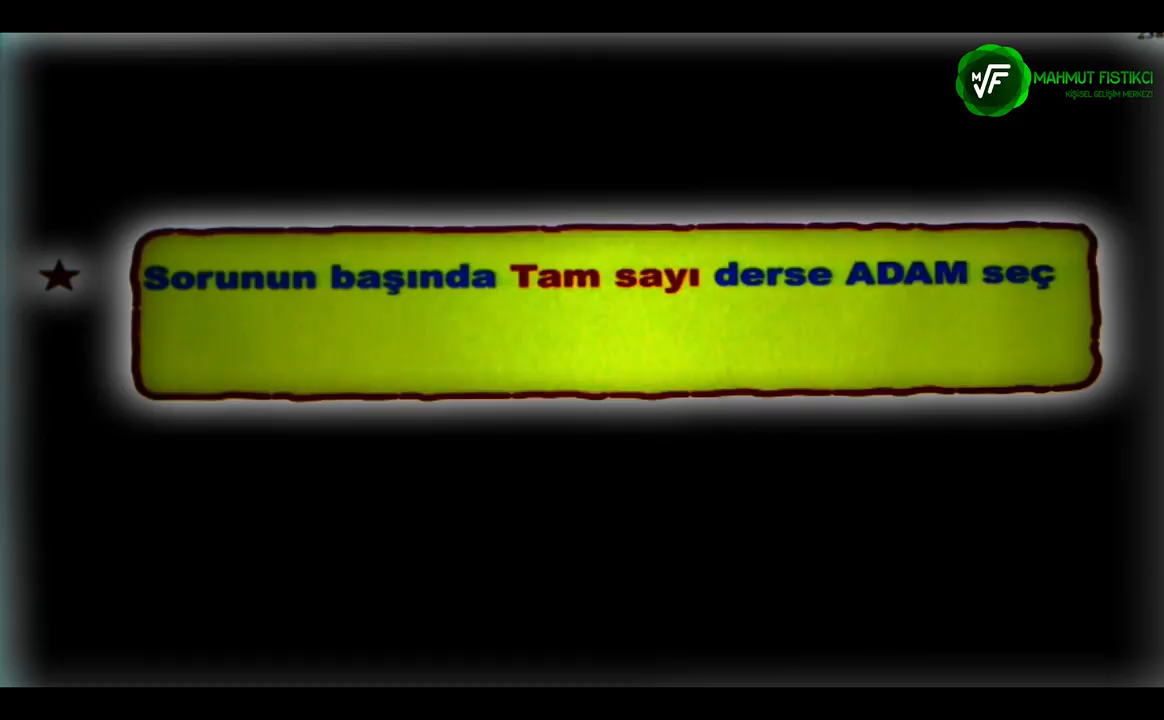 MAHMUT FISTIKCI
KİŞİSEL GELİŞİM MERKEZİ
Sorunun başında Tam sayı derse ADAM seç